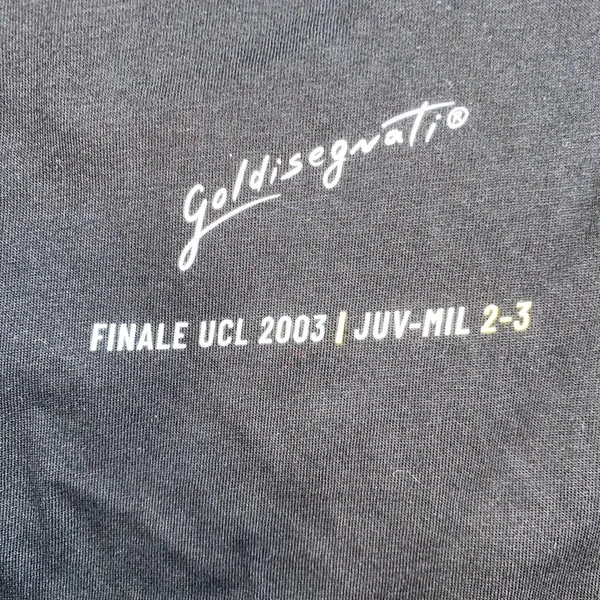 Goldisegnati®
FINALE UCL 2003 | JUV-MIL 2-3